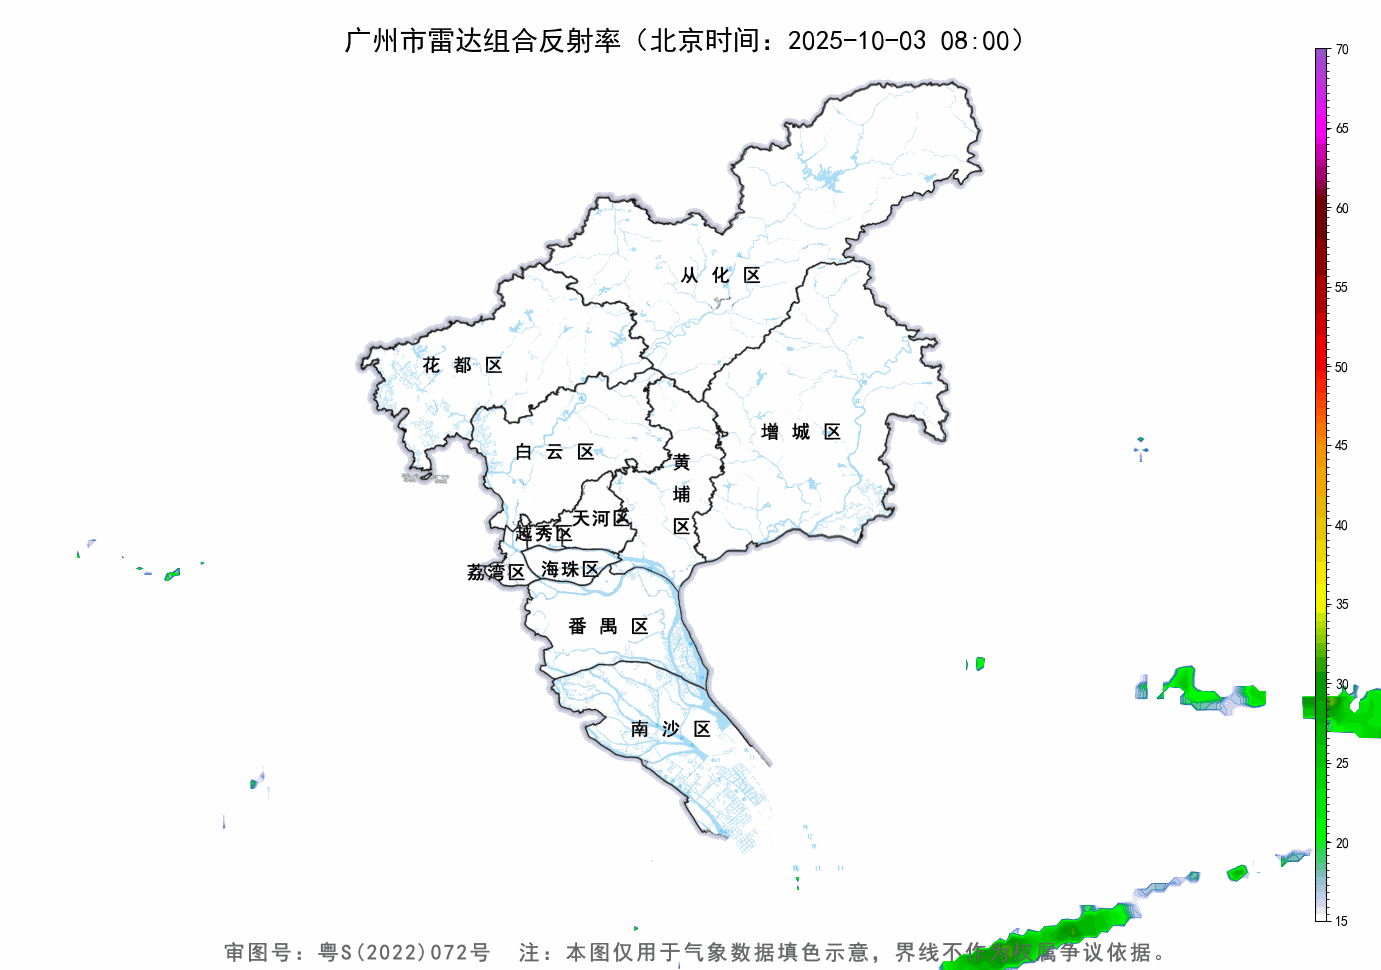 广州市雷达组合反射率（北京时间：2025-10-03 08:00）
70
65
60
55
50
45
40
35
30
25
20
15
从化区
花都区
增城区
白云区
黄埔区
天河区
越秀区
荔湾区
海珠区
番禺区
南沙区
审图号：粤S(2022)072号 注：本图仅用于气象数据填色示意，界线不作为权属争议依据。